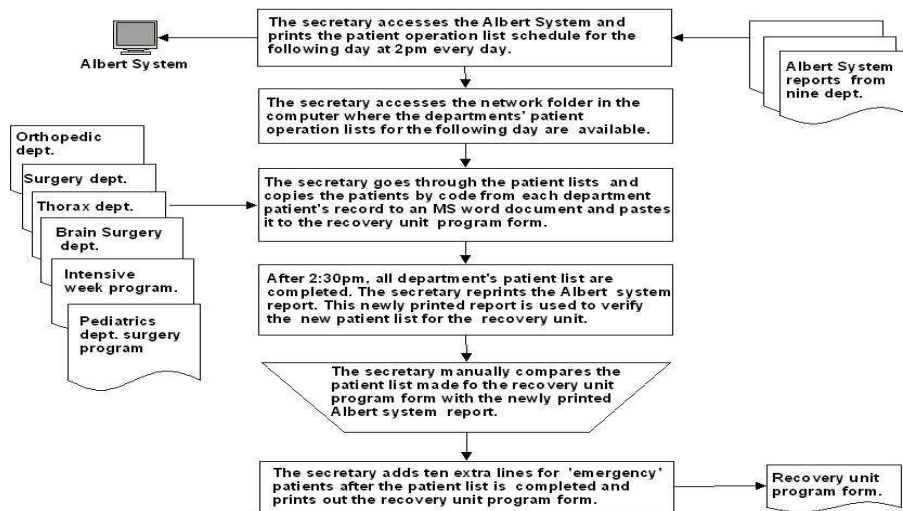 The secretary accesses the Albert System and
prints the patient operation list schedule for the
following day at 2pm every day.
Albert System
Albert System
reports from
nine dept.
The secretary accesses the network folder in the
computer where the departments' patient
operation lists for the following day are available.
Orthopedic
dept.
Surgery dept.
Thorax dept.
Brain Surgery
dept.
Intensive
week program.
Pediatrics
dept. surgery
program
The secretary goes through the patient lists and
copies the patients by code from each department
patient's record to an MS word document and pastes
it to the recovery unit program form.
After 2:30pm, all department's patient list are
completed. The secretary reprints the Albert system
report. This newly printed report is used to verify
the new patient list for the recovery unit.
The secretary manually compares the
patient list made fo the recovery unit
program form with the newly printed
Albert system report.
The secretary adds ten extra lines for 'emergency'
patients after the patient list is completed and
prints out the recovery unit program form.
Recovery unit
program form.